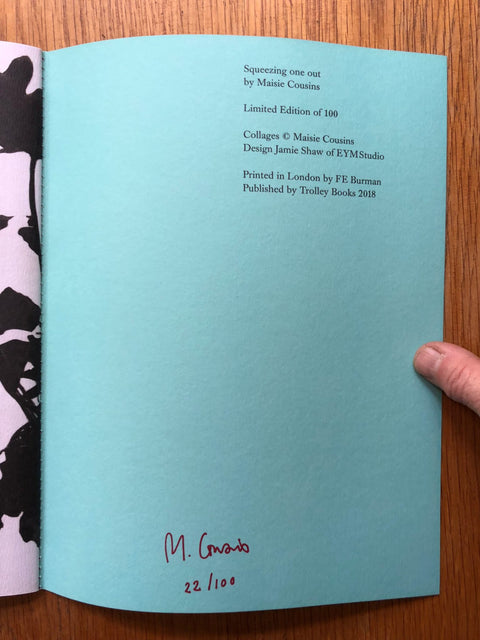 Squeezing one out
by Maisie Cousins
Limited Edition of 100
Collages © Maisie Cousins
Design Jamie Shaw of EYMStudio
Printed in London by FE Burman
Published by Trolley Books 2018
M. Cousins
22/100